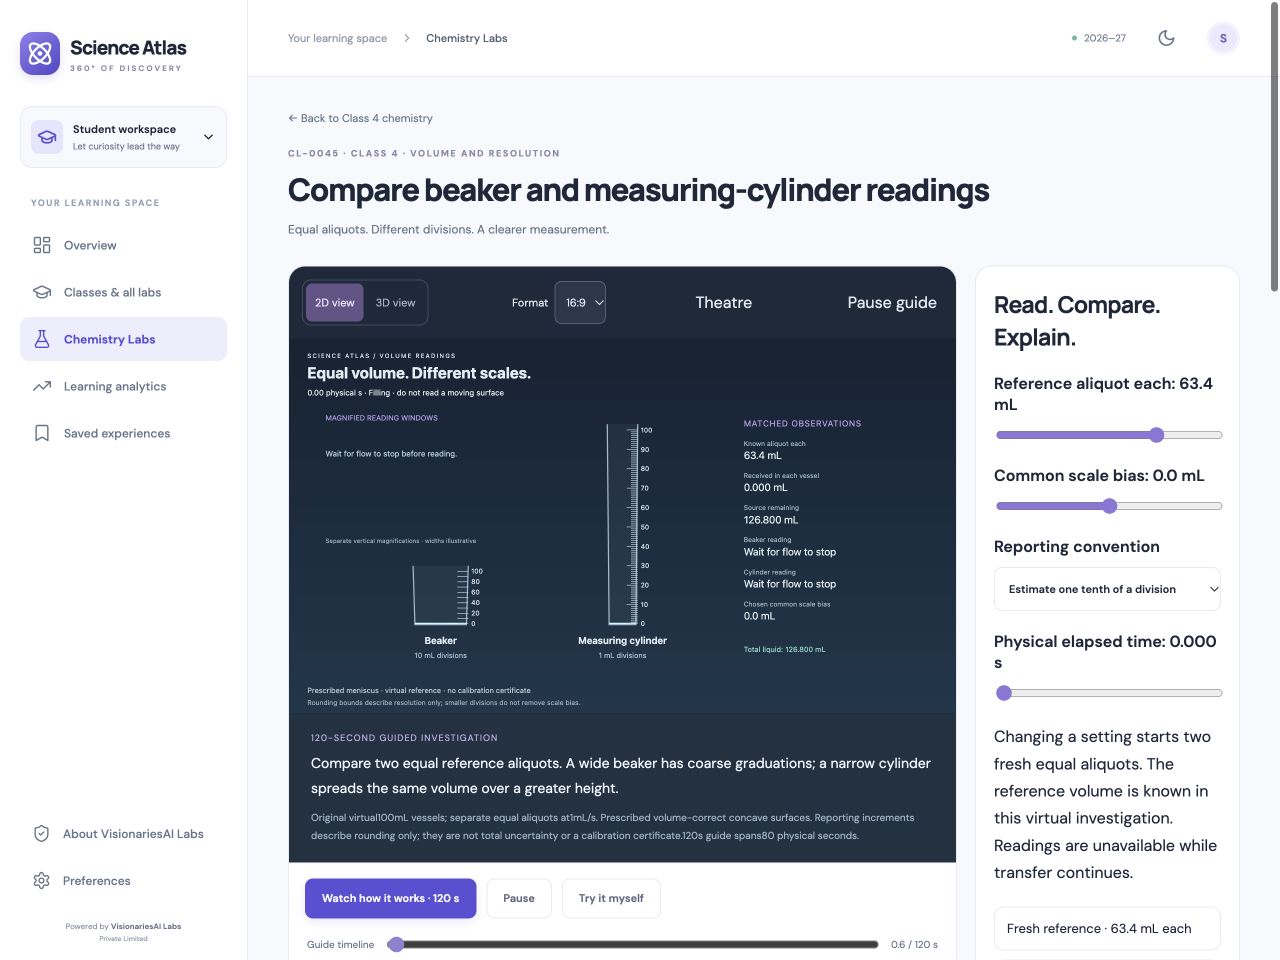 Science Atlas
360° OF DISCOVERY
Student workspace
Let curiosity lead the way
YOUR LEARNING SPACE
Overview
Classes & all labs
Chemistry Labs
Learning analytics
Saved experiences
About VisionariesAI Labs
Preferences
Powered by VisionariesAI Labs
Private Limited
Your learning space > Chemistry Labs
2026–27
S
← Back to Class 4 chemistry
CL-0045 · CLASS 4 · VOLUME AND RESOLUTION
Compare beaker and measuring-cylinder readings
Equal aliquots. Different divisions. A clearer measurement.
2D view
3D view
Format
16:9
Theatre
Pause guide
SCIENCE ATLAS / VOLUME READINGS
Equal volume. Different scales.
0.00 physical s · Filling · do not read a moving surface
MAGNIFIED READING WINDOWS
Wait for flow to stop before reading.
Separate vertical magnifications · widths illustrative
100
80
60
40
20
0
Beaker
10 mL divisions
100
90
80
70
60
50
40
30
20
10
0
Measuring cylinder
1 mL divisions
MATCHED OBSERVATIONS
Known aliquot each
63.4 mL
Received in each vessel
0.000 mL
Source remaining
126.800 mL
Beaker reading
Wait for flow to stop
Cylinder reading
Wait for flow to stop
Chosen common scale bias
0.0 mL
Total liquid: 126.800 mL
Prescribed meniscus · virtual reference · no calibration certificate
Rounding bounds describe resolution only; smaller divisions do not remove scale bias.
120-SECOND GUIDED INVESTIGATION
Compare two equal reference aliquots. A wide beaker has coarse graduations; a narrow cylinder
spreads the same volume over a greater height.
Original virtual100mL vessels; separate equal aliquots at1mL/s. Prescribed volume-correct concave surfaces. Reporting increments
describe rounding only; they are not total uncertainty or a calibration certificate.120s guide spans80 physical seconds.
Watch how it works · 120 s
Pause
Try it myself
Guide timeline
0.6 / 120 s
Read. Compare.
Explain.
Reference aliquot each: 63.4
mL
Common scale bias: 0.0 mL
Reporting convention
Estimate one tenth of a division
Physical elapsed time: 0.000
s
Changing a setting starts two
fresh equal aliquots. The
reference volume is known in
this virtual investigation.
Readings are unavailable while
transfer continues.
Fresh reference · 63.4 mL each